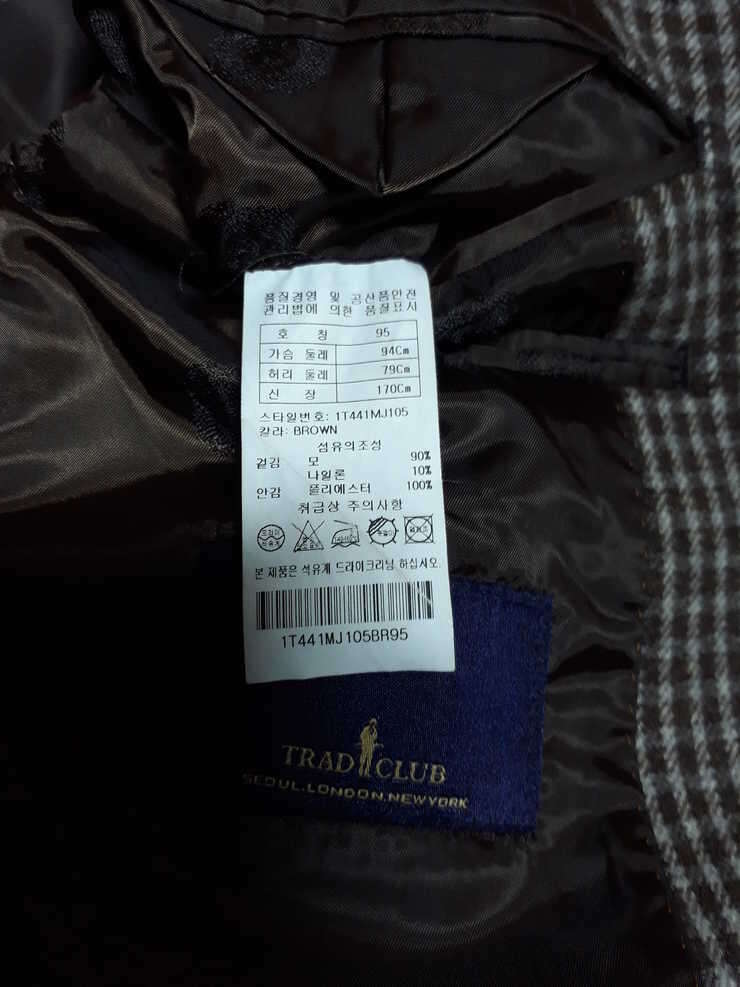 품질경영 및 공산품안전
관리법에 의한 품질표시
호 칭 95
가슴 둘레 94Cm
허리 둘레 79Cm
신 장 170Cm
스타일번호: 1T441MJ105
칼라: BROWN
섬유의조성
겉감 모 90%
나일론 10%
안감 폴리에스터 100%
취급상 주의사항
드라이
본 제품은 석유계 드라이크리닝 하십시오
1T441MJ105BR95
TRAD CLUB
SEOUL.LONDON.NEWYORK